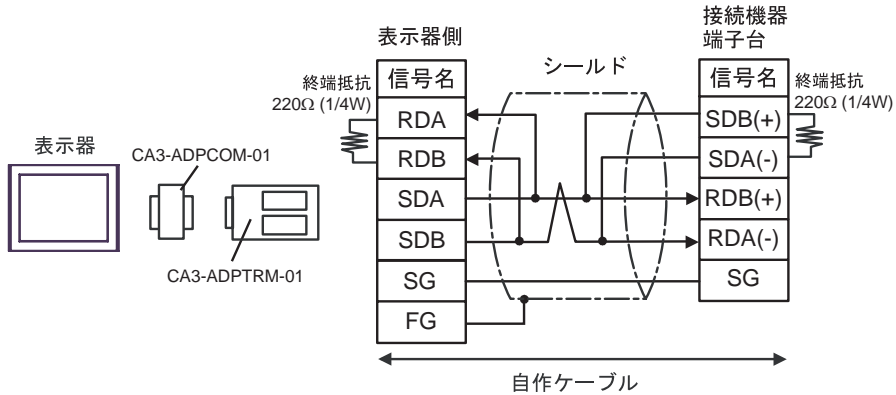 表示器
CA3-ADPCOM-01
CA3-ADPTRM-01
表示器側
終端抵抗
220Ω (1/4W)
信号名
RDA
RDB
SDA
SDB
SG
FG
シールド
接続機器
端子台
信号名
SDB(+)
SDA(-)
RDB(+)
RDA(-)
SG
終端抵抗
220Ω (1/4W)
自作ケーブル